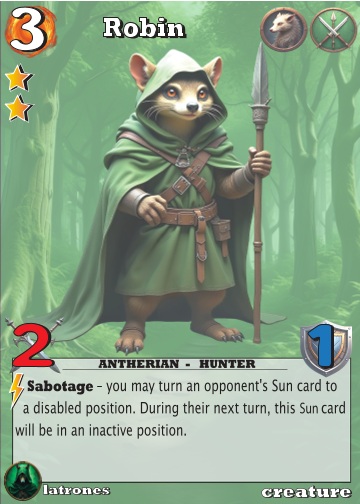 3
Robin
2
1
ANTHERIAN - HUNTER
Sabotage - you may turn an opponent's Sun card to
a disabled position. During their next turn, this Sun card
will be in an inactive position.
latrones
creature